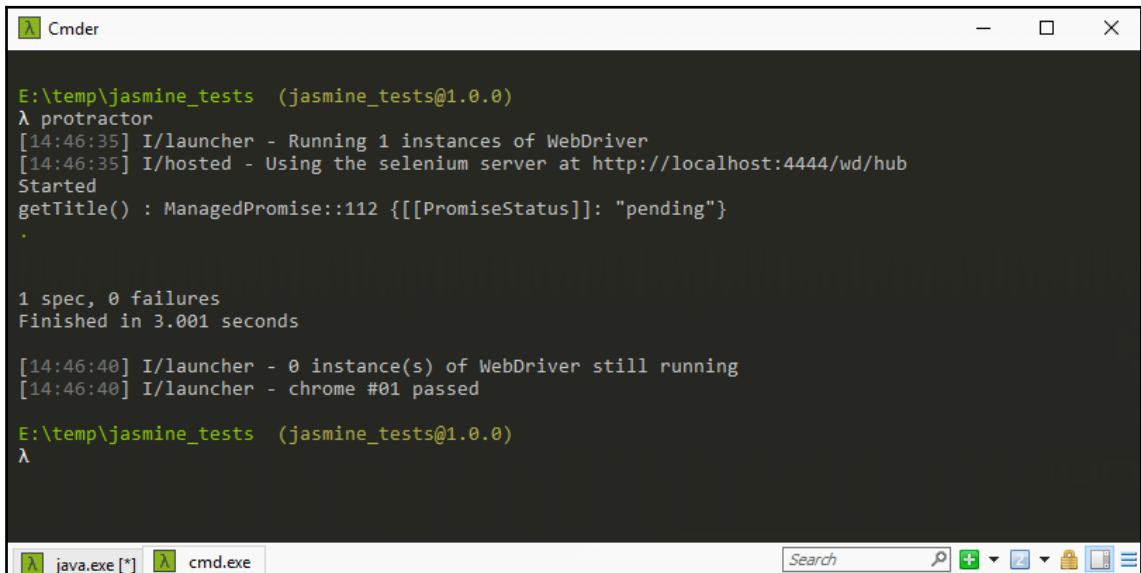 λ Cmder
E:\temp\jasmine_tests (jasmine_tests@1.0.0)
λ protractor
[14:46:35] I/launcher - Running 1 instances of WebDriver
[14:46:35] I/hosted - Using the selenium server at http://localhost:4444/wd/hub
Started
getTitle() : ManagedPromise::112 {[[PromiseStatus]]: "pending"}
.
1 spec, 0 failures
Finished in 3.001 seconds
[14:46:40] I/launcher - 0 instance(s) of WebDriver still running
[14:46:40] I/launcher - chrome #01 passed
E:\temp\jasmine_tests (jasmine_tests@1.0.0)
λ
λ java.exe [*] λ cmd.exe Search